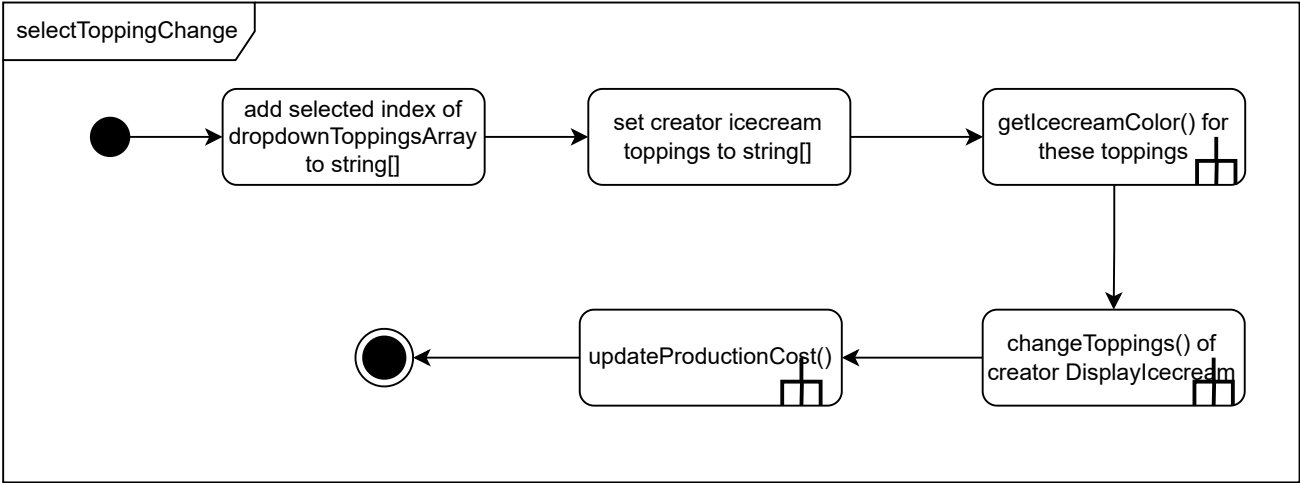 selectToppingChange
add selected index of
dropdownToppingsArray
to string[]
set creator icecream
toppings to string[]
getIcecreamColor() for
these toppings
changeToppings() of
creator DisplayIcecream
updateProductionCost()